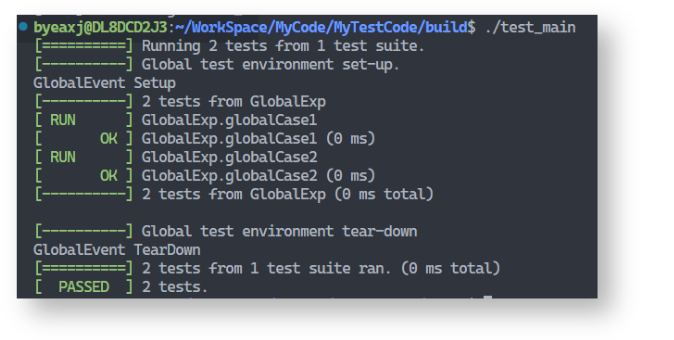 byeaxj@DL8DCD2J3:~/WorkSpace/MyCode/MyTestCode/build$ ./test_main
[==========] Running 2 tests from 1 test suite.
[----------] Global test environment set-up.
GlobalEvent Setup
[----------] 2 tests from GlobalExp
[ RUN      ] GlobalExp.globalCase1
[       OK ] GlobalExp.globalCase1 (0 ms)
[ RUN      ] GlobalExp.globalCase2
[       OK ] GlobalExp.globalCase2 (0 ms)
[----------] 2 tests from GlobalExp (0 ms total)
[----------] Global test environment tear-down
GlobalEvent TearDown
[==========] 2 tests from 1 test suite ran. (0 ms total)
[  PASSED  ] 2 tests.